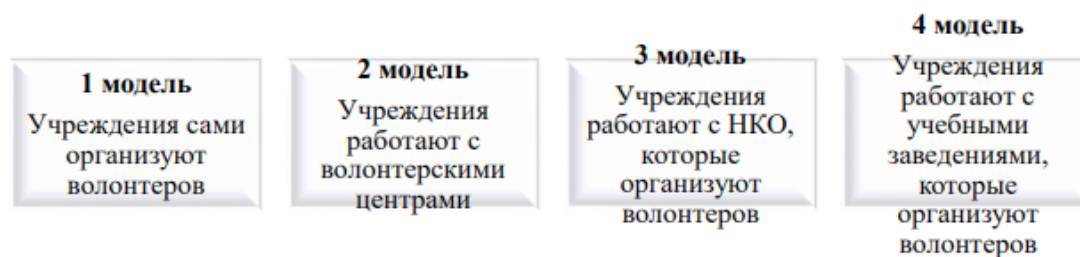 1 модель
Учреждения сами
организуют
волонтеров
2 модель
Учреждения
работают с
волонтерскими
центрами
3 модель
Учреждения
работают с НКО,
которые
организуют
волонтеров
4 модель
Учреждения
работают с
учебными
заведениями,
которые
организуют
волонтеров